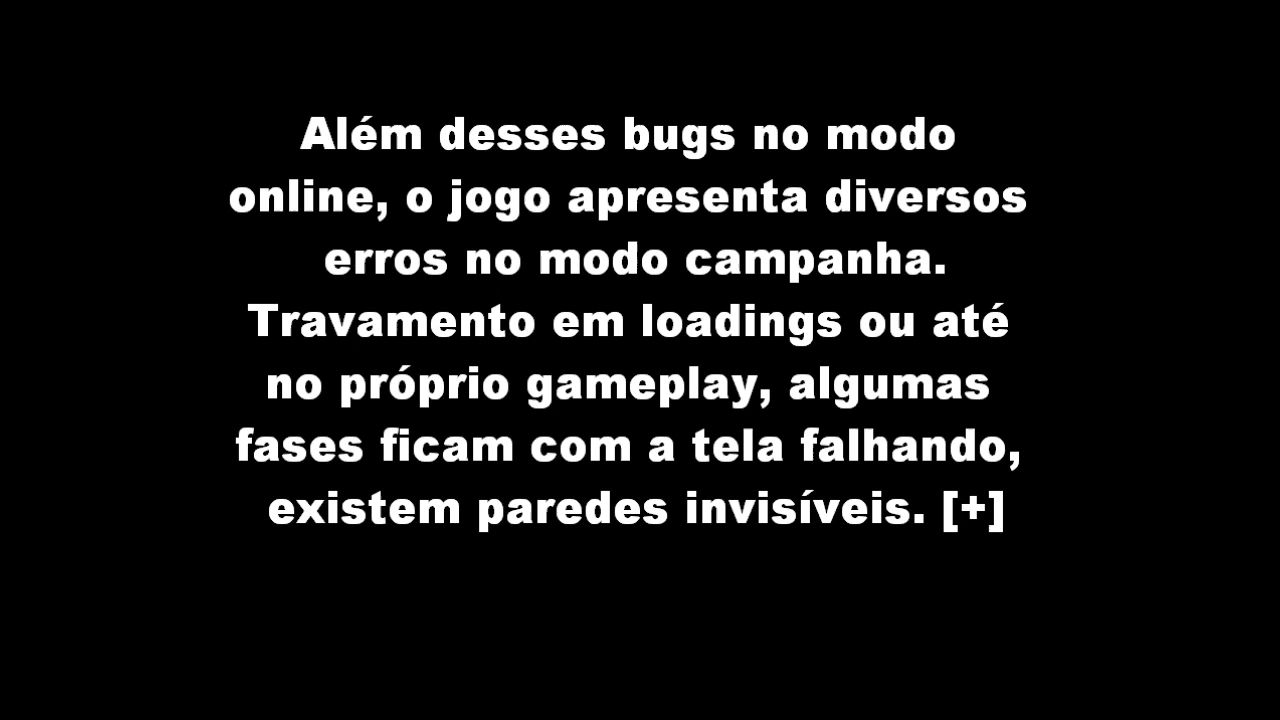 Além desses bugs no modo
online, o jogo apresenta diversos
erros no modo campanha.
Travamento em loadings ou até
no próprio gameplay, algumas
fases ficam com a tela falhando,
existem paredes invisíveis. [+]